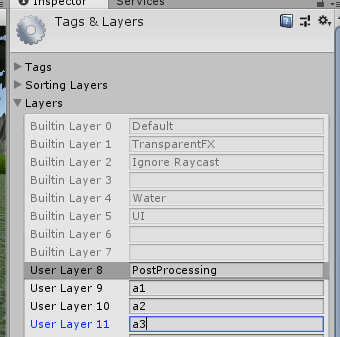 Inspector
Services
Tags & Layers
Tags
Sorting Layers
Layers
Builtin Layer 0 Default
Builtin Layer 1 TransparentFX
Builtin Layer 2 Ignore Raycast
Builtin Layer 3
Builtin Layer 4 Water
Builtin Layer 5 UI
Builtin Layer 6
Builtin Layer 7
User Layer 8 PostProcessing
User Layer 9 a1
User Layer 10 a2
User Layer 11 a3